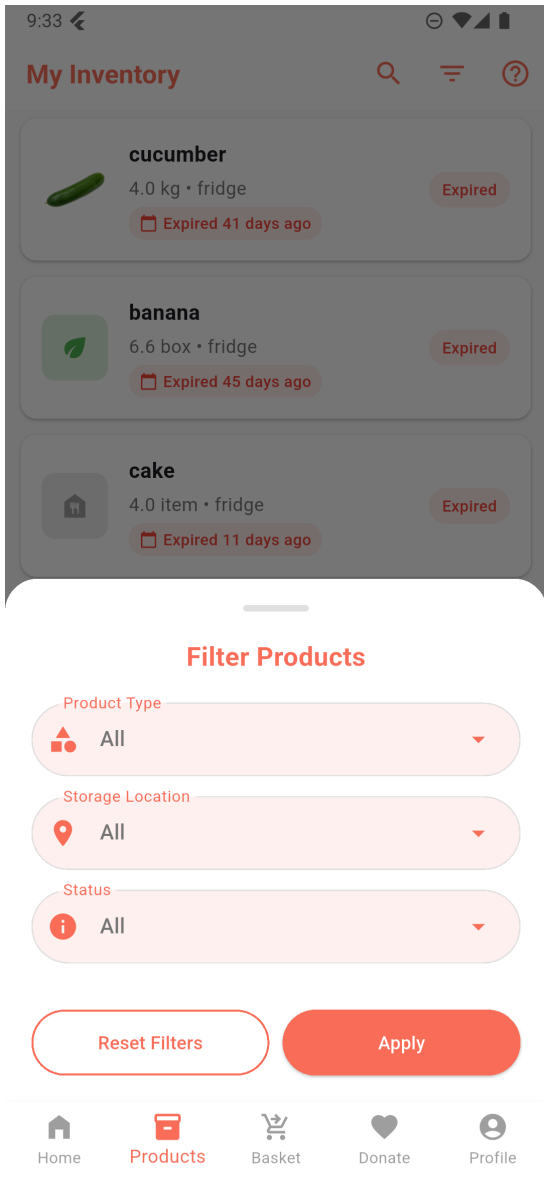 9:33
My Inventory
cucumber
4.0 kg • fridge
Expired
Expired 41 days ago
banana
6.6 box • fridge
Expired
Expired 45 days ago
cake
4.0 item • fridge
Expired
Expired 11 days ago
Filter Products
Product Type
All
Storage Location
All
Status
All
Reset Filters Apply
Home Products Basket Donate Profile